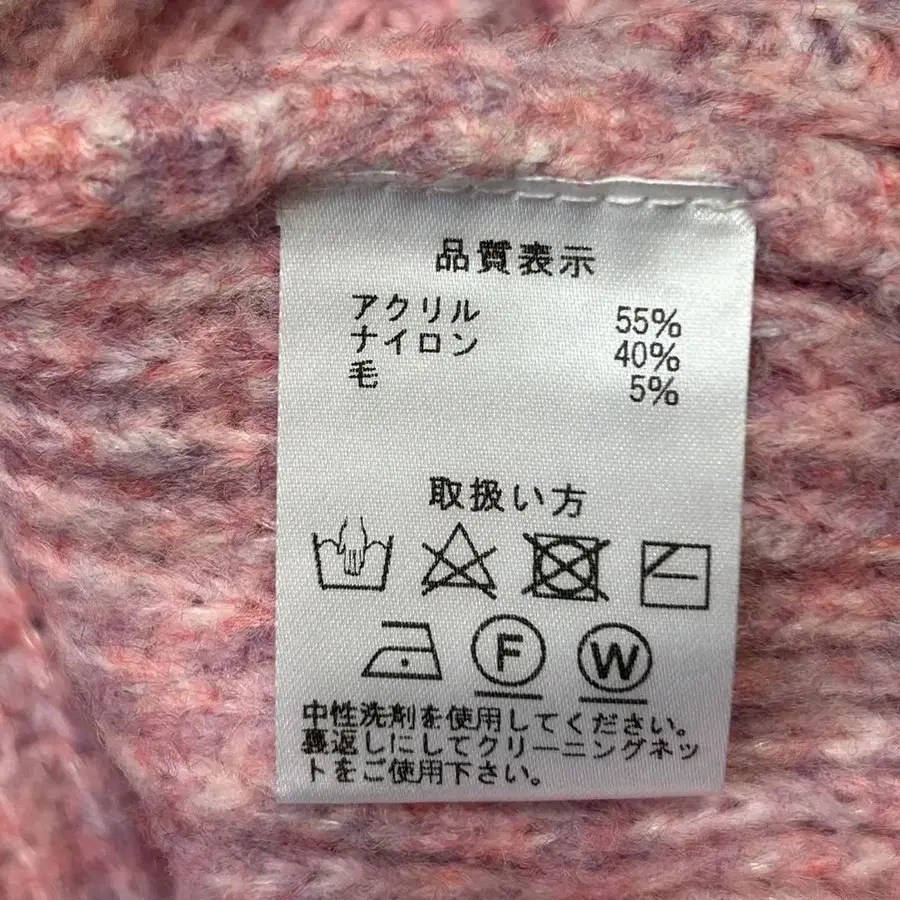 品質表示
アクリル 55%
ナイロン 40%
毛 5%
取扱い方
F W
中性洗剤を使用してください。
裏返しにしてクリーニングネッ
トをご使用下さい。